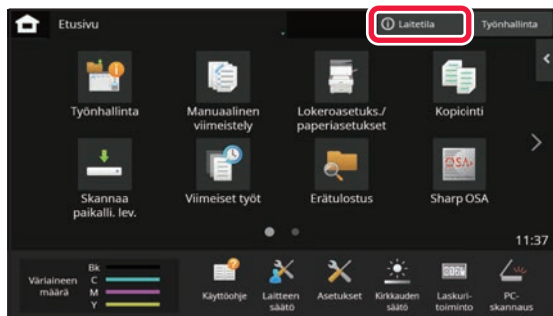 Etusivu
Laitetila
Työnhallinta
Työnhallinta
Manuaalinen
viimeistely
Lokeroasetuks./
paperiasetukset
Kopiointi
Skannaa
paikalli. lev.
Viimeiset työt
Erätulostus
OSA
Sharp OSA
11:37
Väriaineen
määrä
Bk
C
M
Y
Käyttöohje
Laitteen
säätö
Asetukset
Kirkkauden
säätö
Laskuri-
toiminto
PC-
skannaus